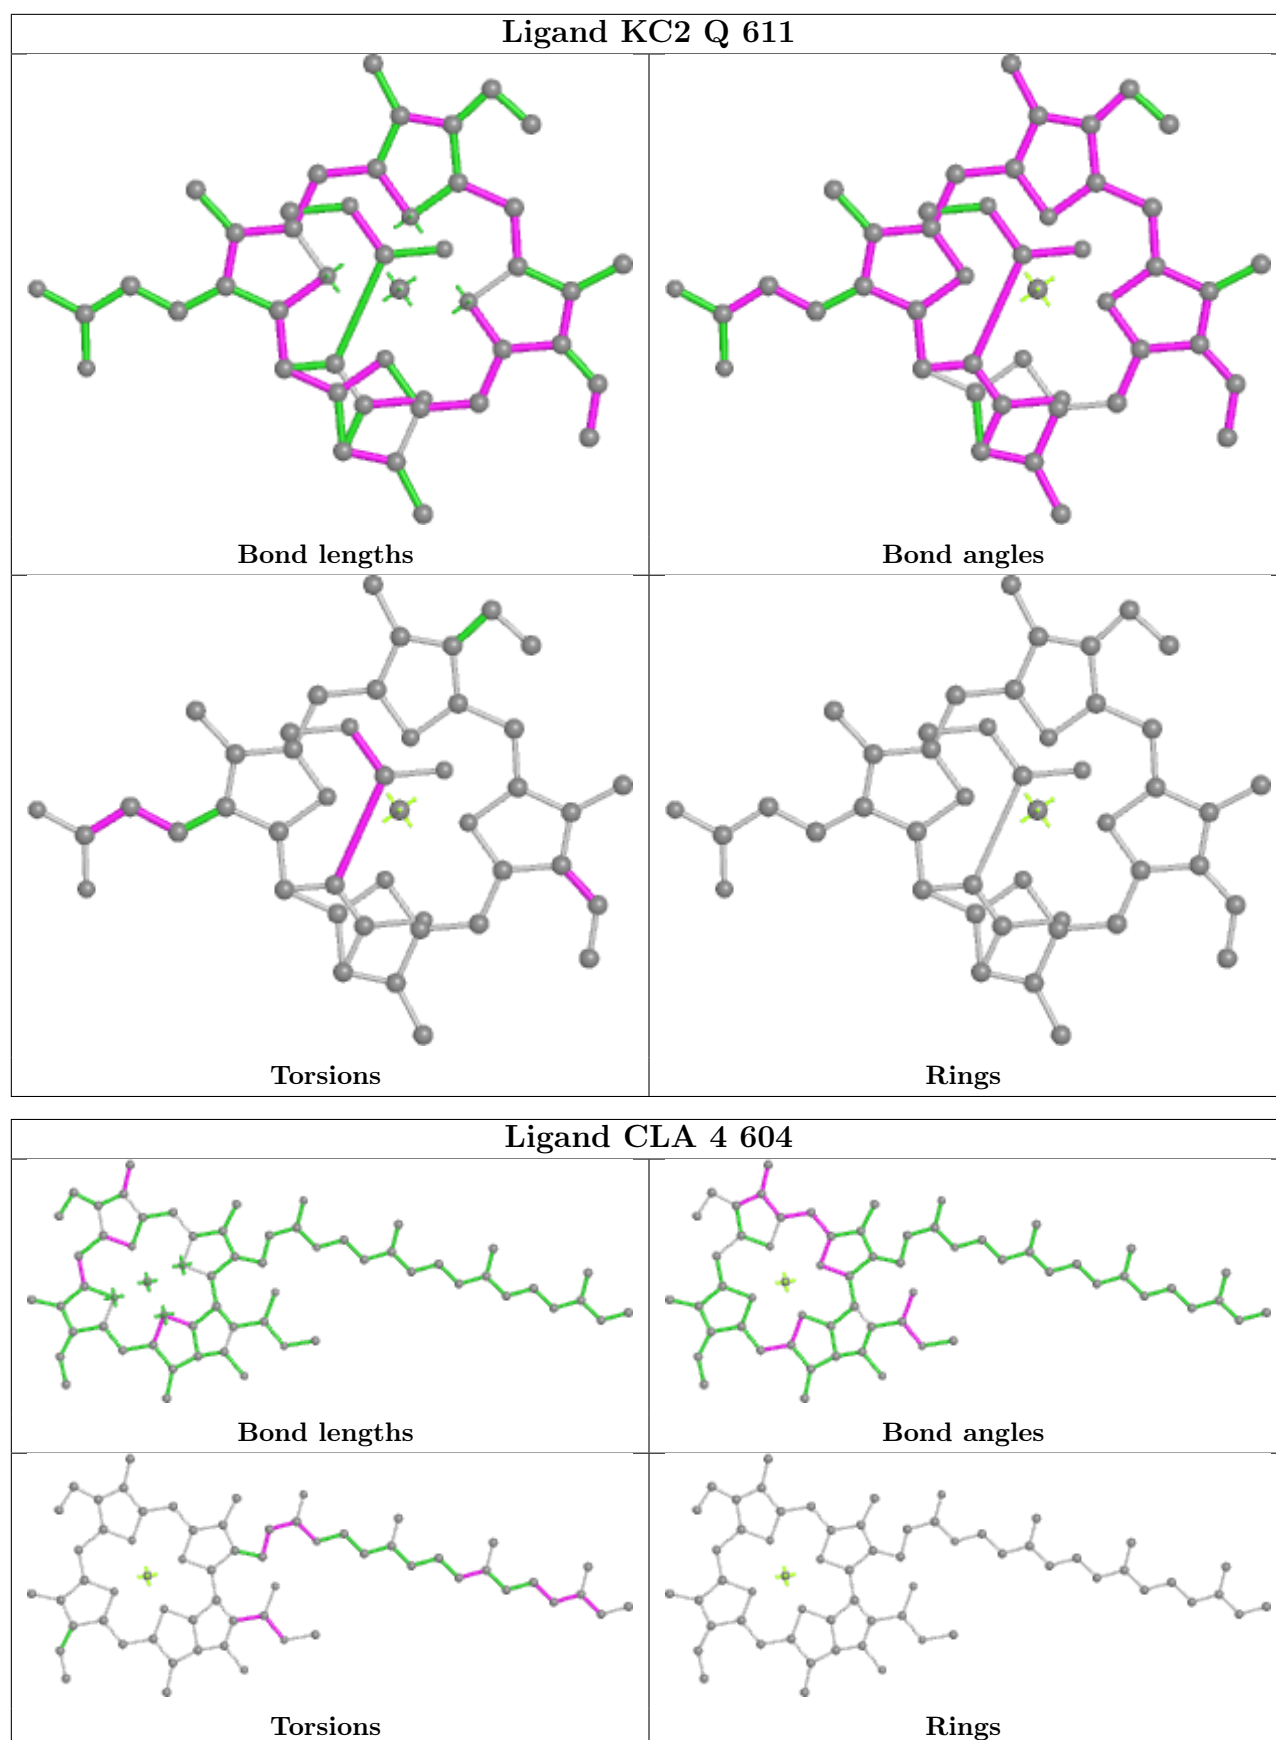 Ligand KC2 Q 611
Bond lengths
Bond angles
Torsions
Rings
Ligand CLA 4 604
Bond lengths
Bond angles
Torsions
Rings